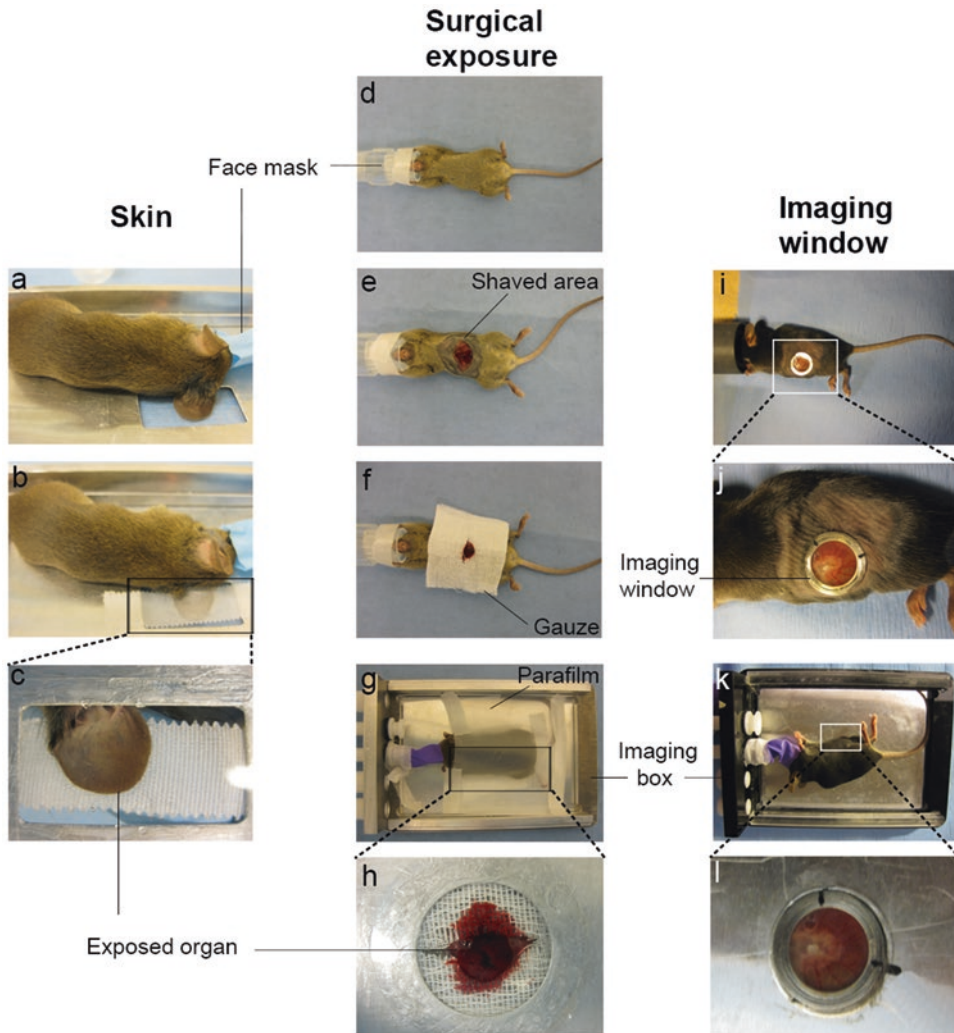 Surgical
exposure
d
Face mask
Skin
Imaging
window
a
e
Shaved area
i
b
f
j
Imaging
window
Gauze
c
g
Parafilm
k
Imaging
box
h
l
Exposed organ